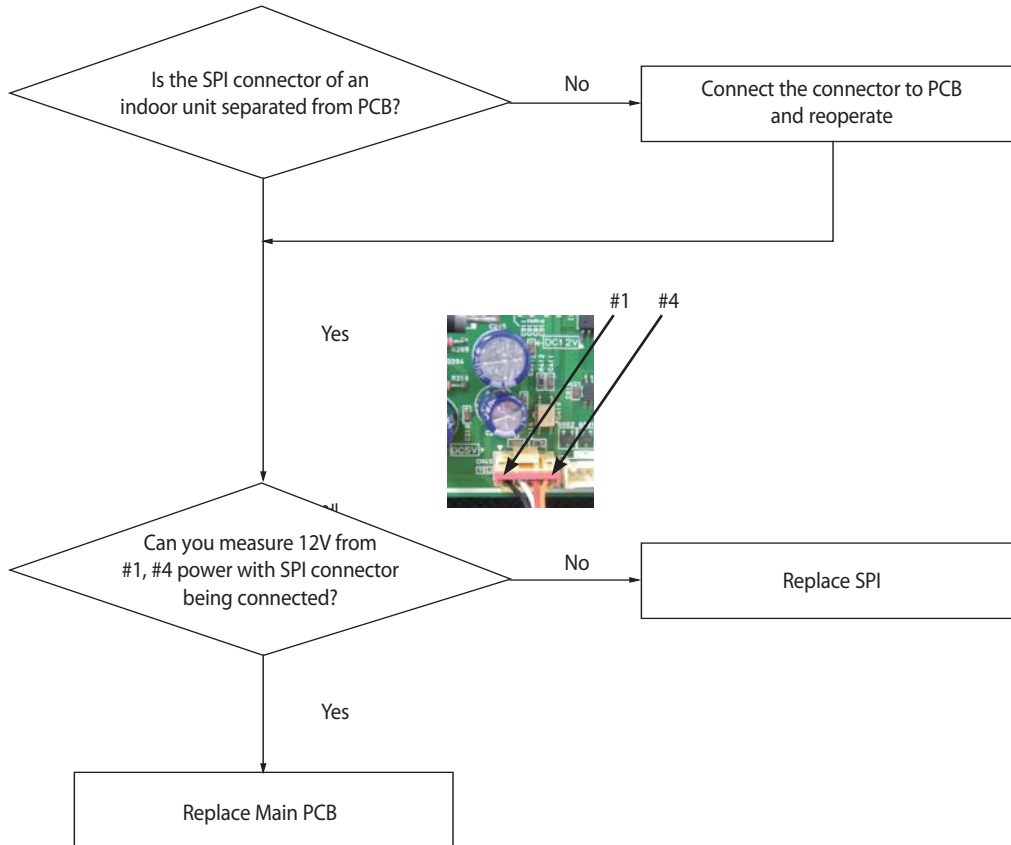 Is the SPI connector of an
indoor unit separated from PCB?
No
Connect the connector to PCB
and reoperate
#1
#4
Yes
DC12V
DC5V
Can you measure 12V from
#1, #4 power with SPI connector
being connected?
No
Replace SPI
Yes
Replace Main PCB